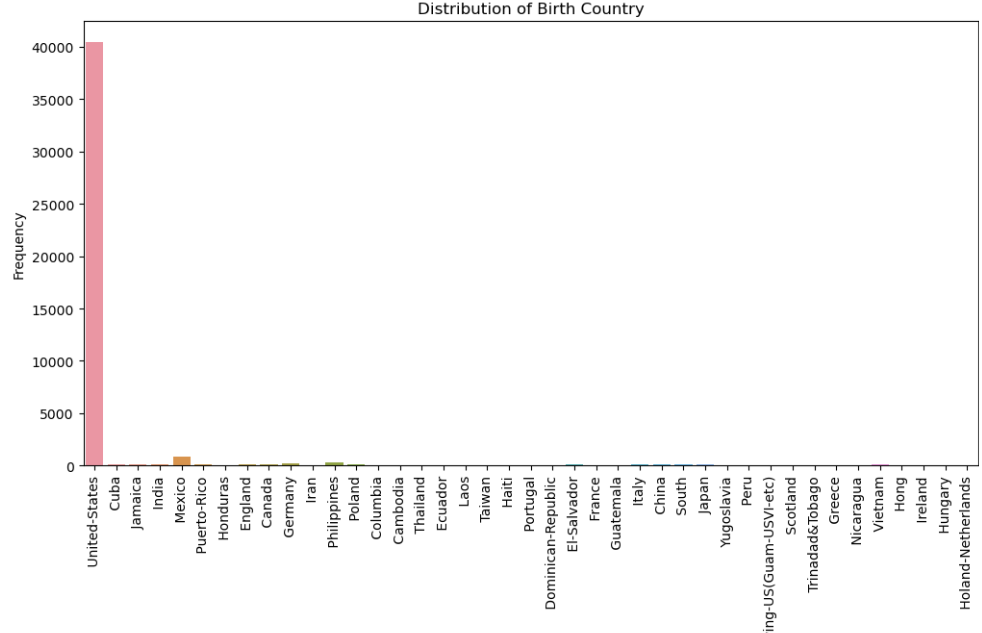 Distribution of Birth Country
Frequency
40000
35000
30000
25000
20000
15000
10000
5000
0
United-States
Cuba
Jamaica
India
Mexico
Puerto-Rico
Honduras
England
Canada
Germany
Iran
Philippines
Poland
Columbia
Cambodia
Thailand
Ecuador
Laos
Taiwan
Haiti
Portugal
Dominican-Republic
El-Salvador
France
Guatemala
Italy
China
South
Japan
Yugoslavia
Peru
ing-US(Guam-USVI-etc)
Scotland
Trinadad&Tobago
Greece
Nicaragua
Vietnam
Hong
Ireland
Hungary
Holand-Netherlands